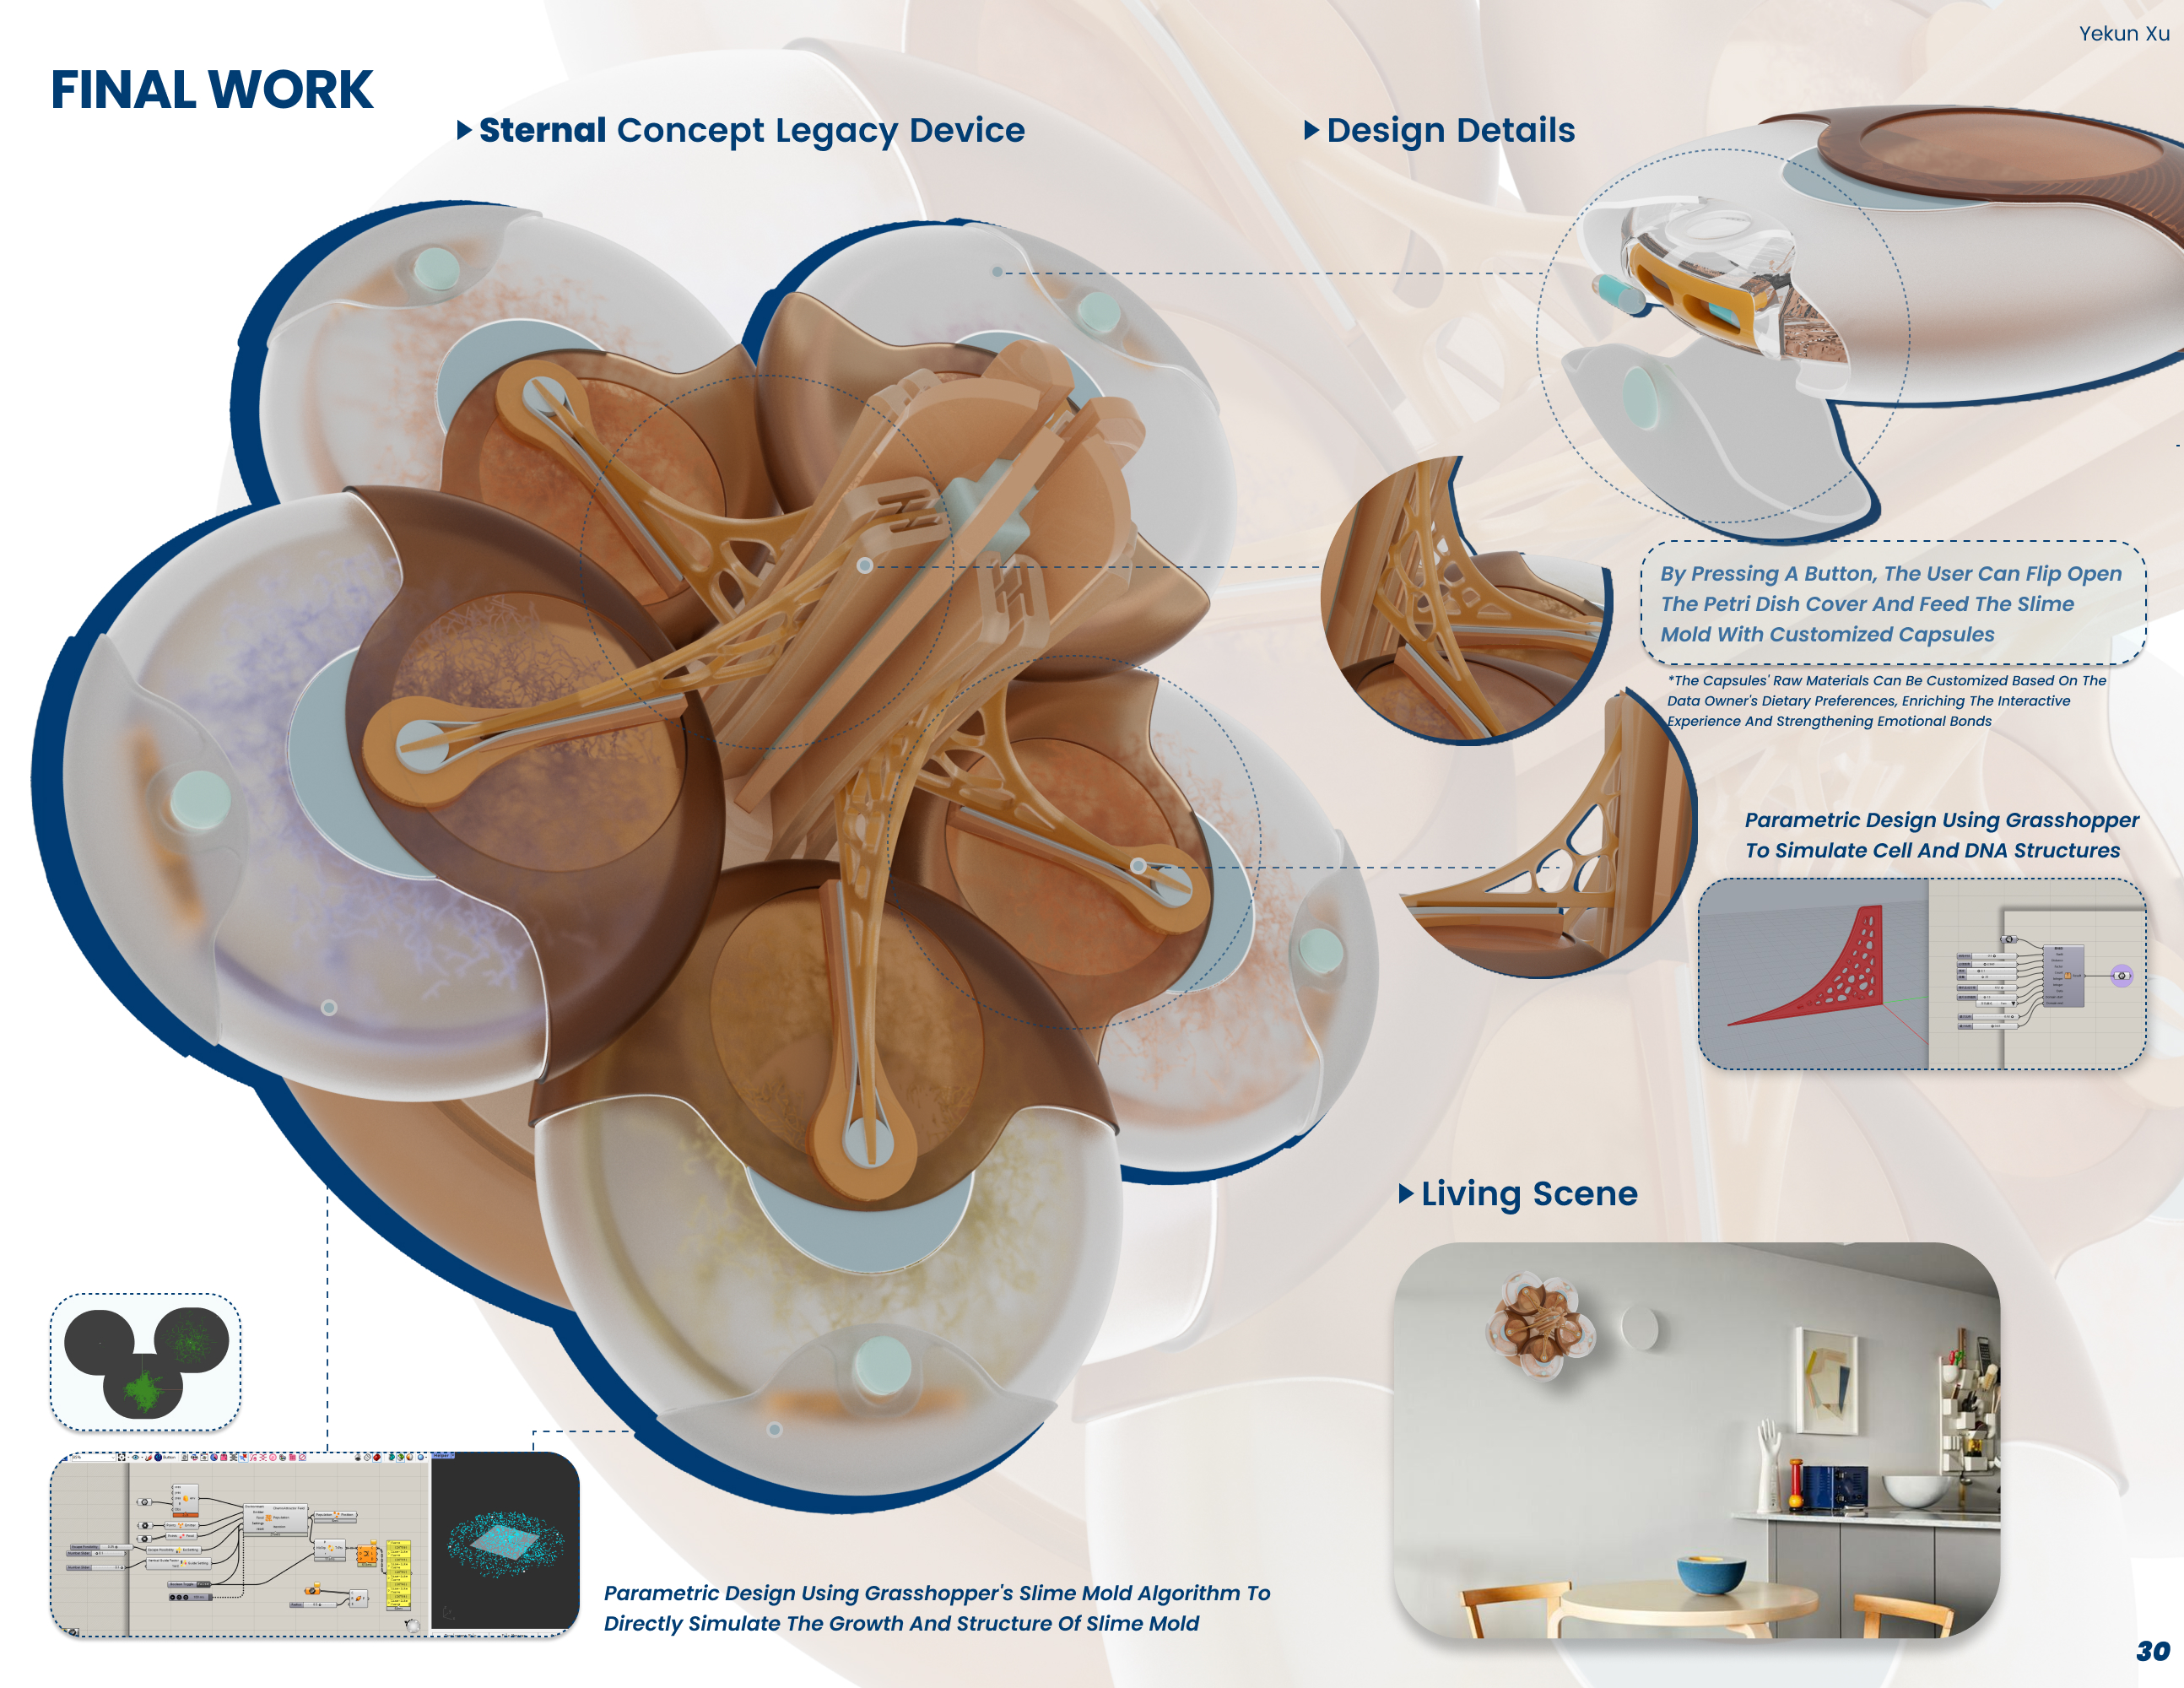 Yekun Xu
FINAL WORK
Sternal Concept Legacy Device
Design Details
By Pressing A Button, The User Can Flip Open
The Petri Dish Cover And Feed The Slime
Mold With Customized Capsules
*The Capsules' Raw Materials Can Be Customized Based On The
Data Owner's Dietary Preferences, Enriching The Interactive
Experience And Strengthening Emotional Bonds
Parametric Design Using Grasshopper
To Simulate Cell And DNA Structures
Living Scene
Parametric Design Using Grasshopper's Slime Mold Algorithm To
Directly Simulate The Growth And Structure Of Slime Mold
30